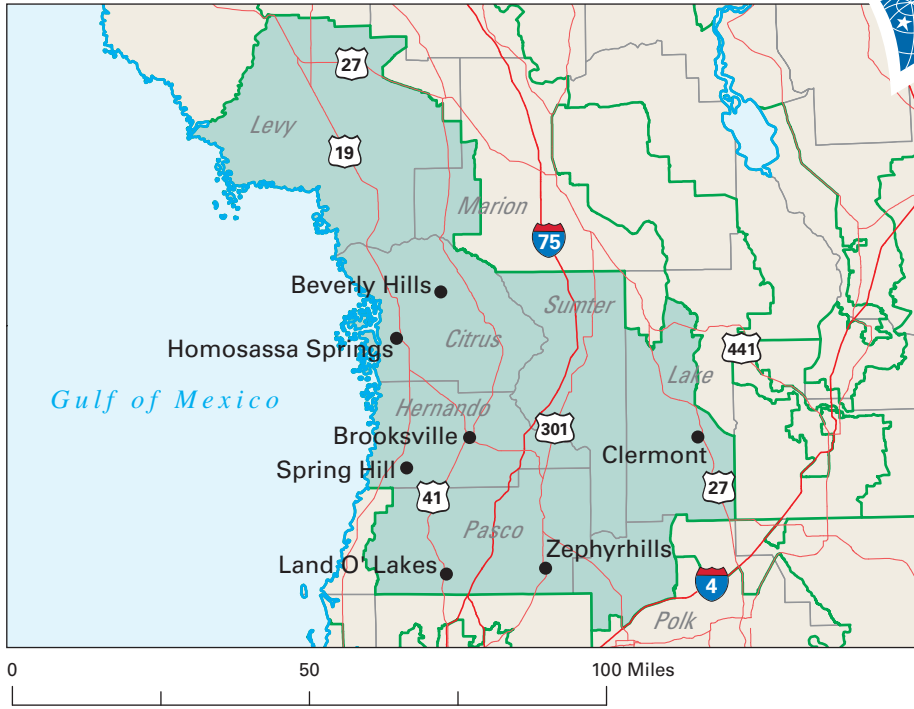 27
Levy
19
Marion
75
Beverly Hills
Sumter
Citrus
Homosassa Springs
441
Lake
Gulf of Mexico
Hernando
301
Brooksville
Clermont
Spring Hill
27
41
Pasco
Zephyrhills
Land O' Lakes
4
Polk
0 50 100 Miles